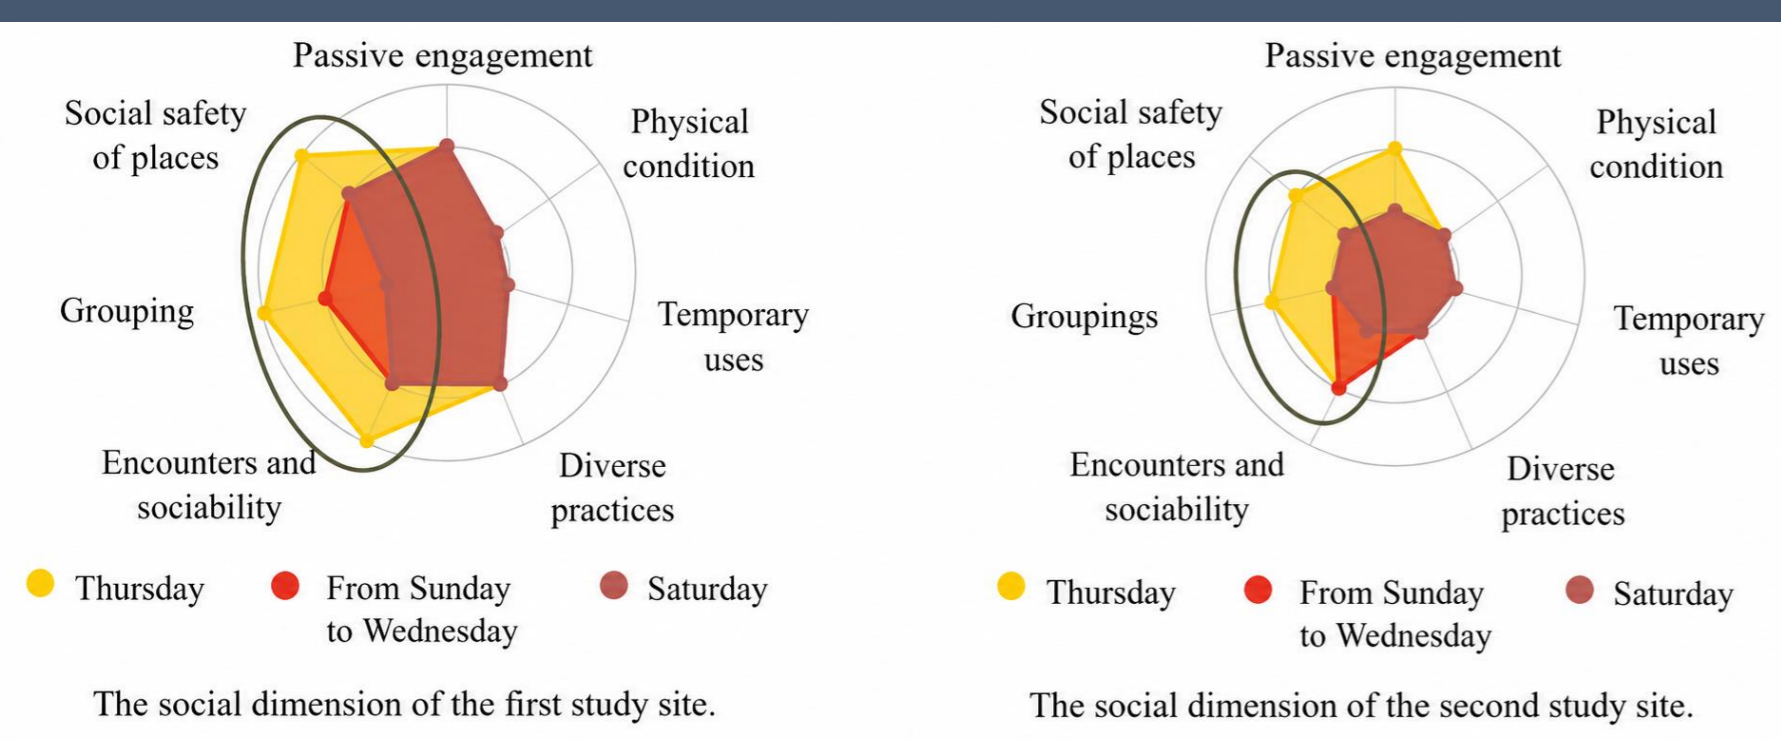 Passive engagement
Social safety
of places
Physical
condition
Grouping
Temporary
uses
Encounters and
sociability
Diverse
practices
Thursday
From Sunday
to Wednesday
Saturday
The social dimension of the first study site.
Passive engagement
Social safety
of places
Physical
condition
Groupings
Temporary
uses
Encounters and
sociability
Diverse
practices
Thursday
From Sunday
to Wednesday
Saturday
The social dimension of the second study site.